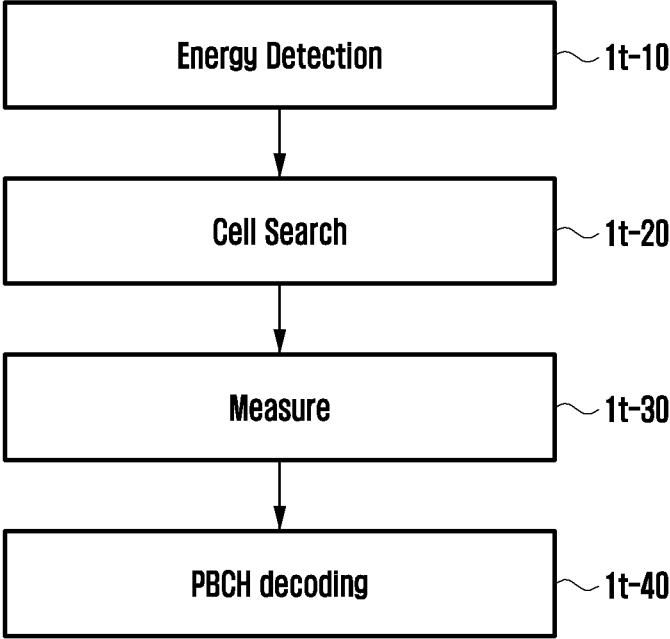 Energy Detection
1t-10
Cell Search
1t-20
Measure
1t-30
PBCH decoding
1t-40